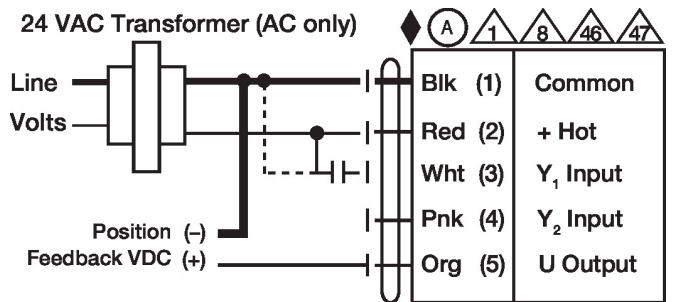 24 VAC Transformer (AC only)
A 1 8 46 47
Line
Volts
Blk (1) Common
Red (2) + Hot
Wht (3) Y1 Input
Pnk (4) Y2 Input
Position (–)
Feedback VDC (+)
Org (5) U Output